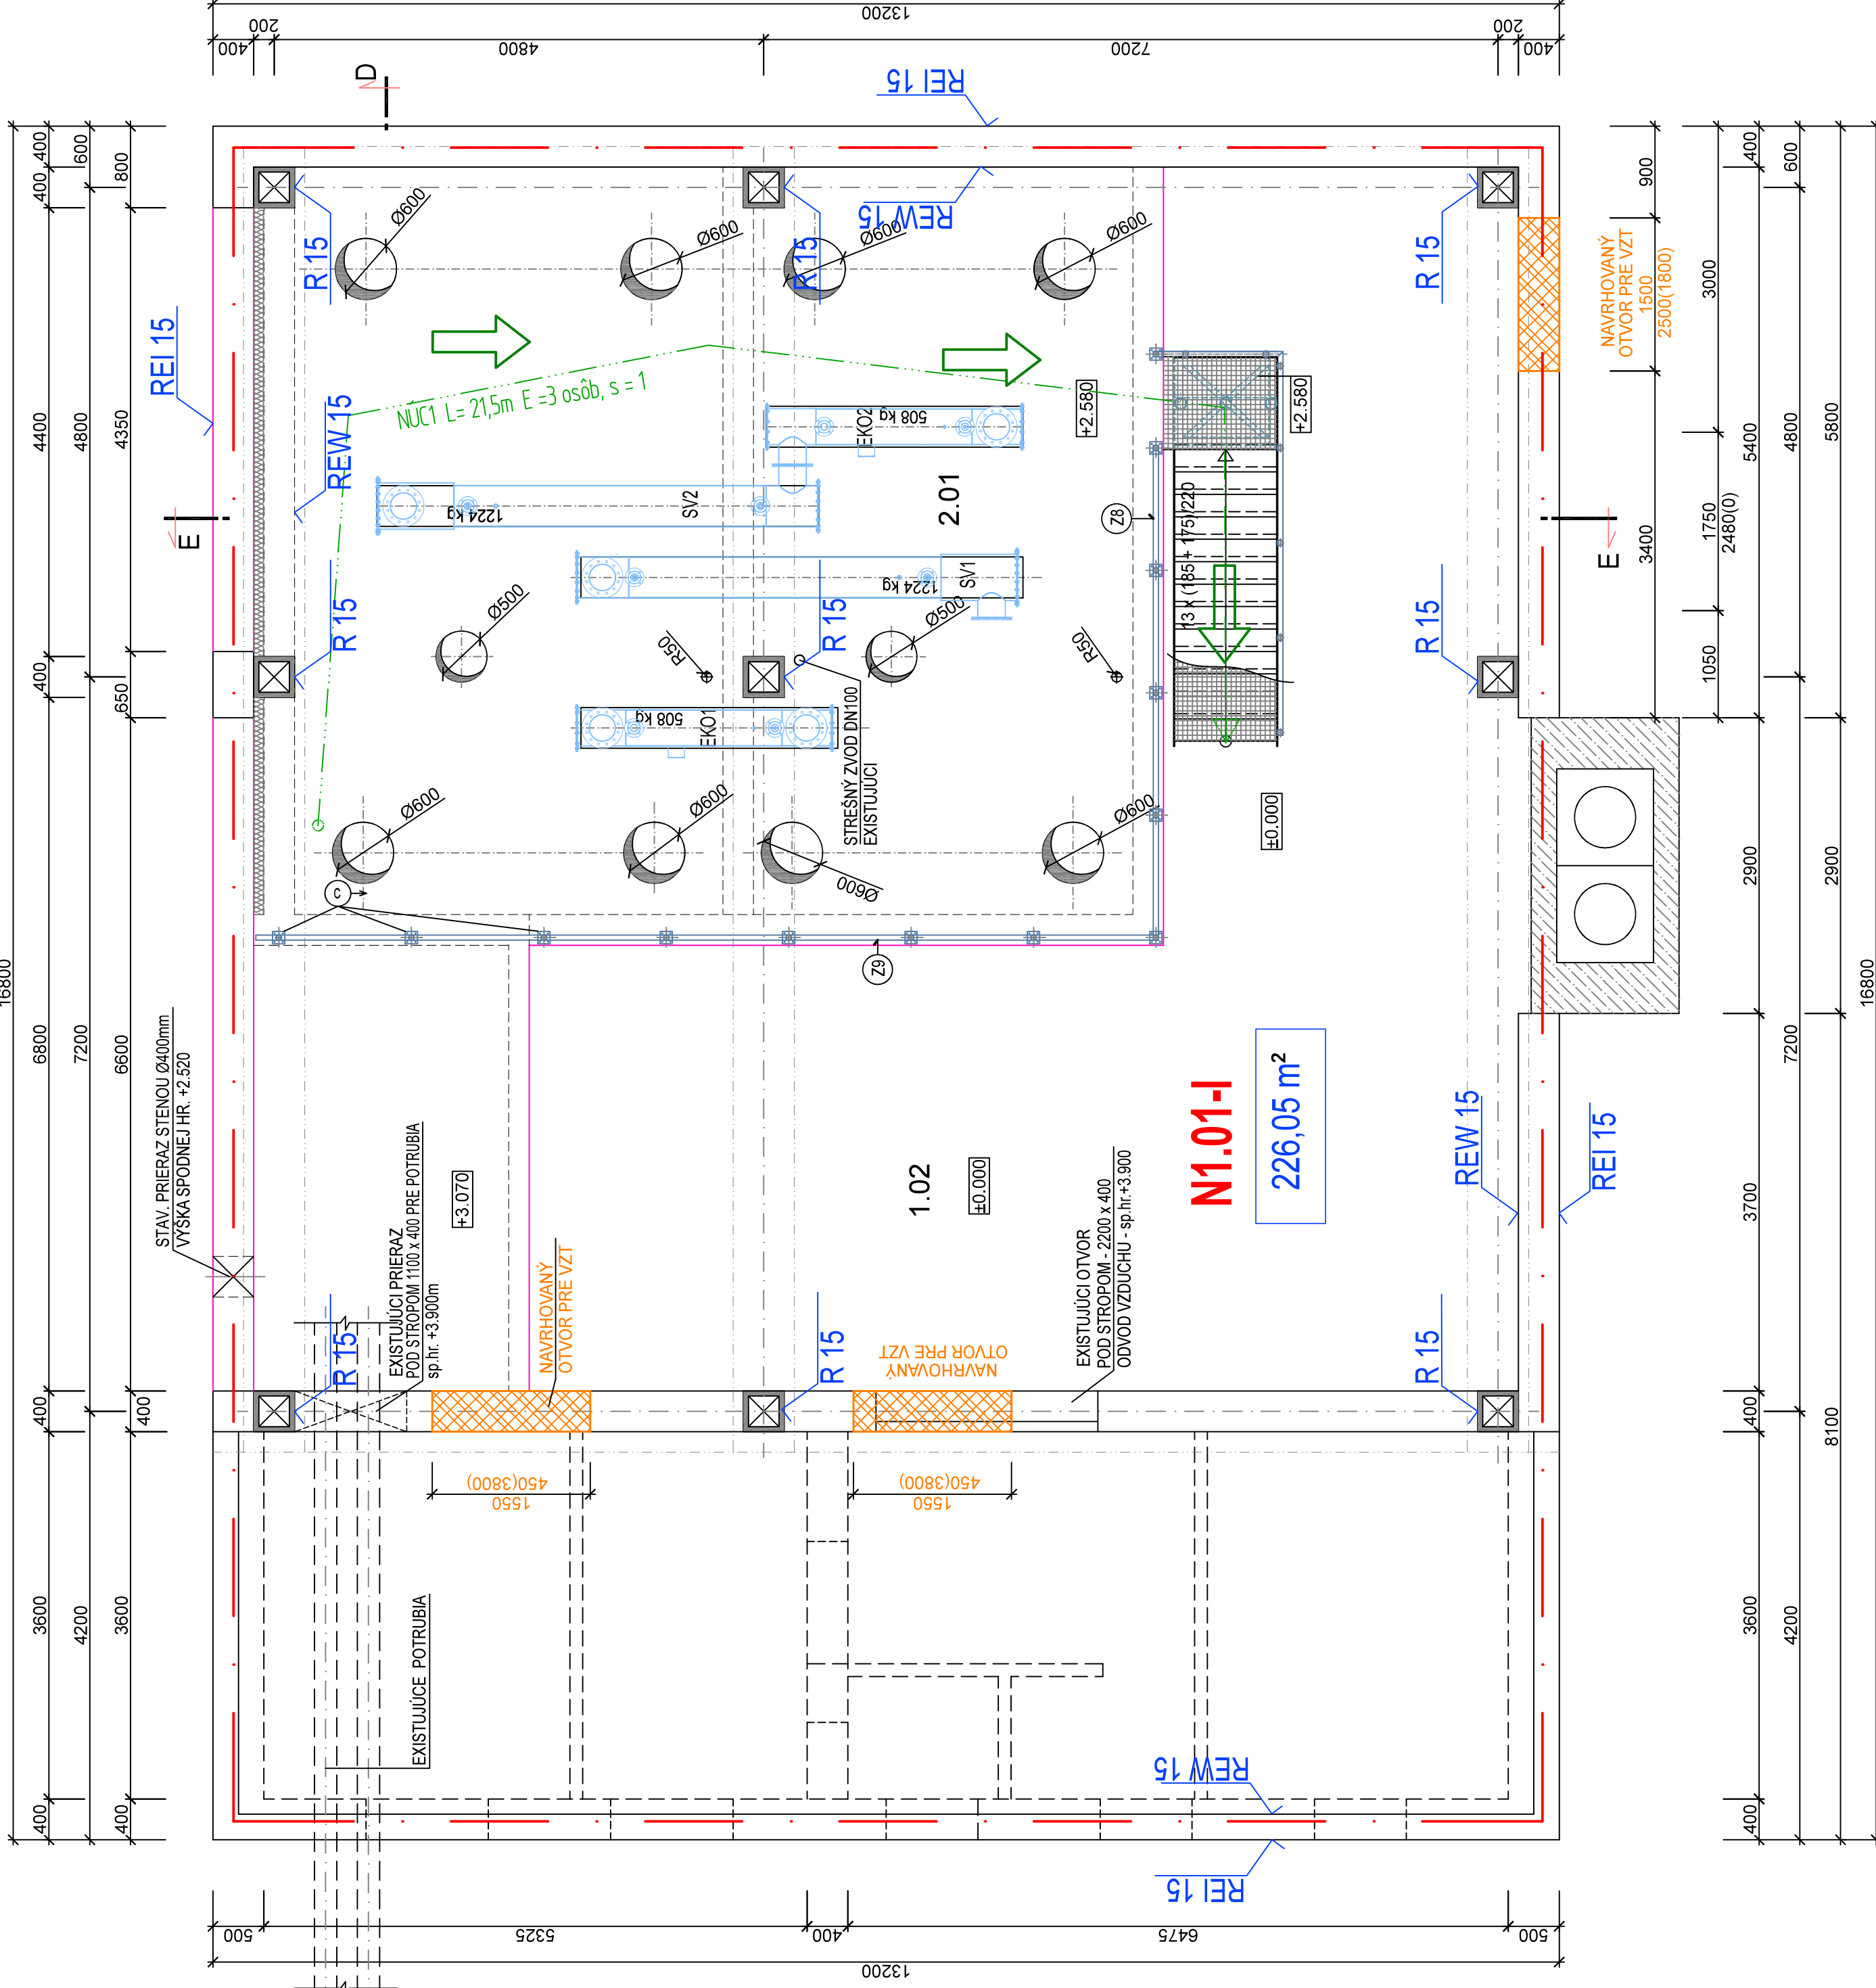 13200
400
200
4800
7200
200
400
D
REI 15
16800
400
400
4400
400
6800
400
3600
400
600
4800
7200
4200
800
4350
650
6600
400
3600
400
REI 15
E
REW 15
R 15
Ø600
Ø600
R 15
Ø600
REW 15
Ø600
R 15
NÚC1 L= 21,5m E =3 osôb, s = 1
EKO2
508 kg
+2.580
+2.580
SV2
1224 kg
2.01
Z8
13 x (185 + 175)/220
SV1
1224 kg
R 15
Ø500
R50
R 15
Ø500
R50
R 15
EKO1
508 kg
STREŠNÝ ZVOD DN100
EXISTUJÚCI
±0.000
Ø600
Ø600
Ø600
Ø600
c
Z9
STAV. PRIERAZ STENOU Ø400mm
VÝŠKA SPODNEJ HR. +2.520
+3.070
1.02
±0.000
N1.01-I
226,05 m²
REW 15
REI 15
EXISTUJÚCI PRIERAZ
POD STROPOM 1100 x 400 PRE POTRUBIA
sp.hr. +3.900m
NAVRHOVANÝ
OTVOR PRE VZT
NAVRHOVANÝ
OTVOR PRE VZT
EXISTUJÚCI OTVOR
POD STROPOM - 2200 x 400
ODVOD VZDUCHU - sp.hr.+3.900
R 15
R 15
R 15
1550
450(3800)
1550
450(3800)
EXISTUJÚCE POTRUBIA
REW 15
REI 15
NAVRHOVANÝ
OTVOR PRE VZT
1500
2500(1800)
E
900
3400
3000
1750
2480(0)
1050
400
5400
2900
3700
400
3600
400
600
4800
7200
4200
5800
2900
8100
16800
500
5325
400
6475
500
13200